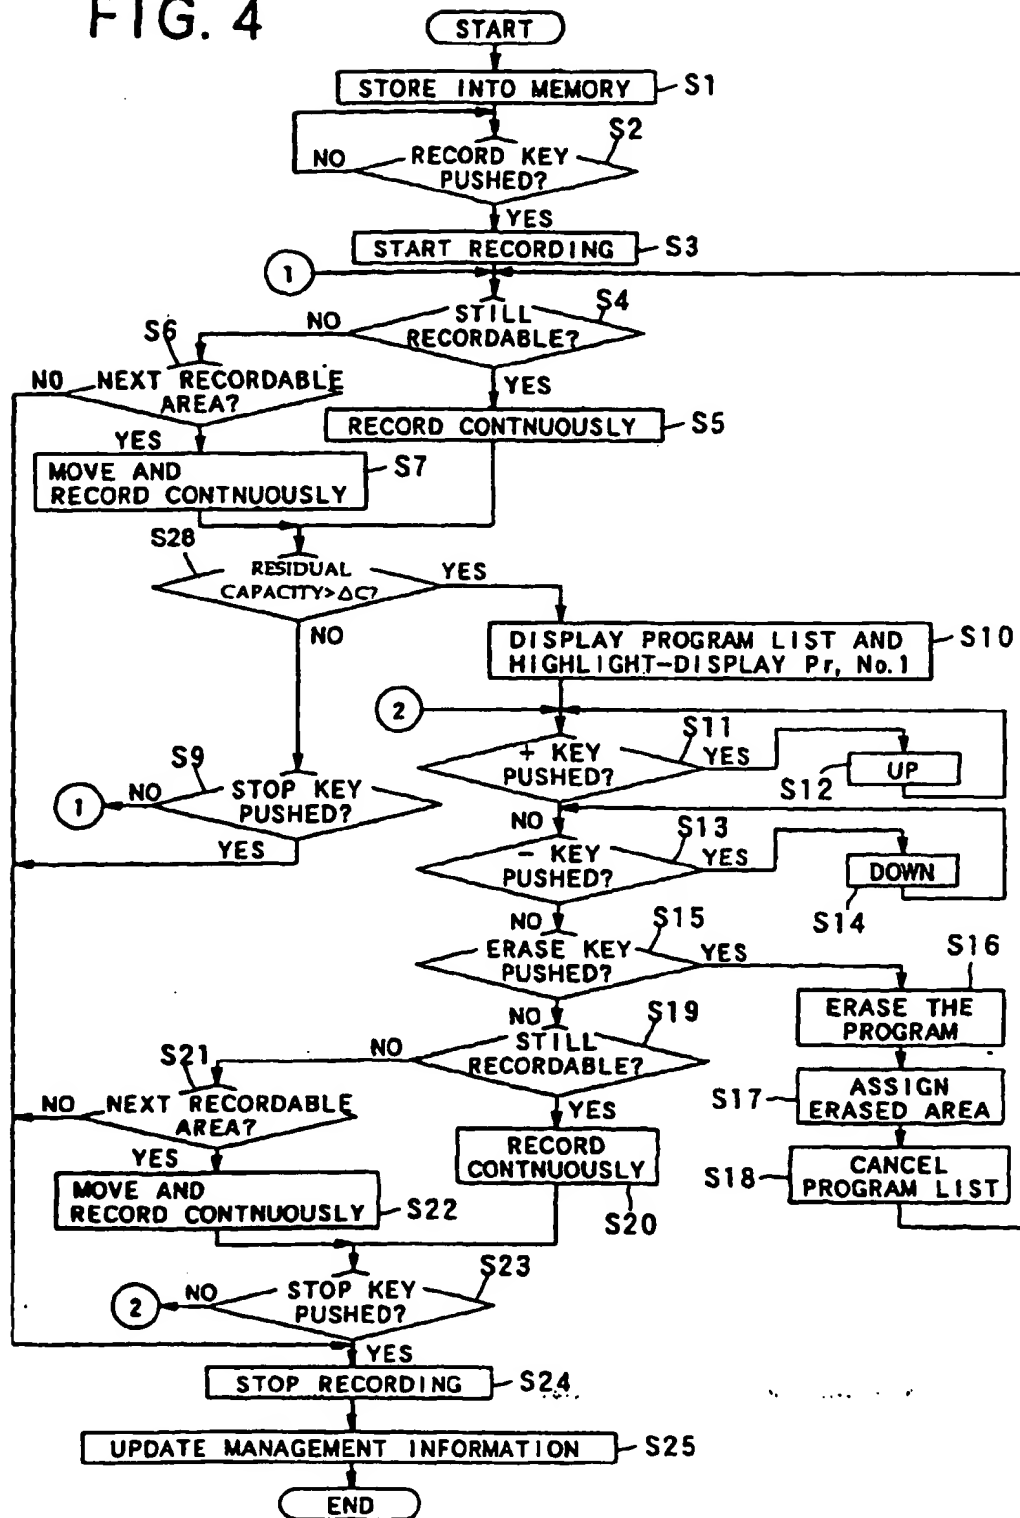 FIG. 4
START
STORE INTO MEMORY
S1
S2
NO
RECORD KEY
PUSHED?
YES
START RECORDING
S3
1
S4
STILL
RECORDABLE?
NO
S6
NO
NEXT RECORDABLE
AREA?
YES
RECORD CONTNUOUSLY
S5
YES
MOVE AND
RECORD CONTNUOUSLY
S7
S28
RESIDUAL
CAPACITY>ΔC?
YES
NO
DISPLAY PROGRAM LIST AND
HIGHLIGHT-DISPLAY Pr, No.1
S10
2
S11
+ KEY
PUSHED?
YES
UP
S12
S9
STOP KEY
PUSHED?
NO
1
YES
NO
S13
- KEY
PUSHED?
YES
DOWN
S14
NO
S15
ERASE KEY
PUSHED?
YES
S16
ERASE THE
PROGRAM
NO
S19
STILL
RECORDABLE?
NO
S21
NO
NEXT RECORDABLE
AREA?
YES
S17
ASSIGN
ERASED AREA
RECORD
CONTNUOUSLY
S20
YES
MOVE AND
RECORD CONTNUOUSLY
S22
S18
CANCEL
PROGRAM LIST
S23
STOP KEY
PUSHED?
NO
2
YES
STOP RECORDING
S24
UPDATE MANAGEMENT INFORMATION
S25
END